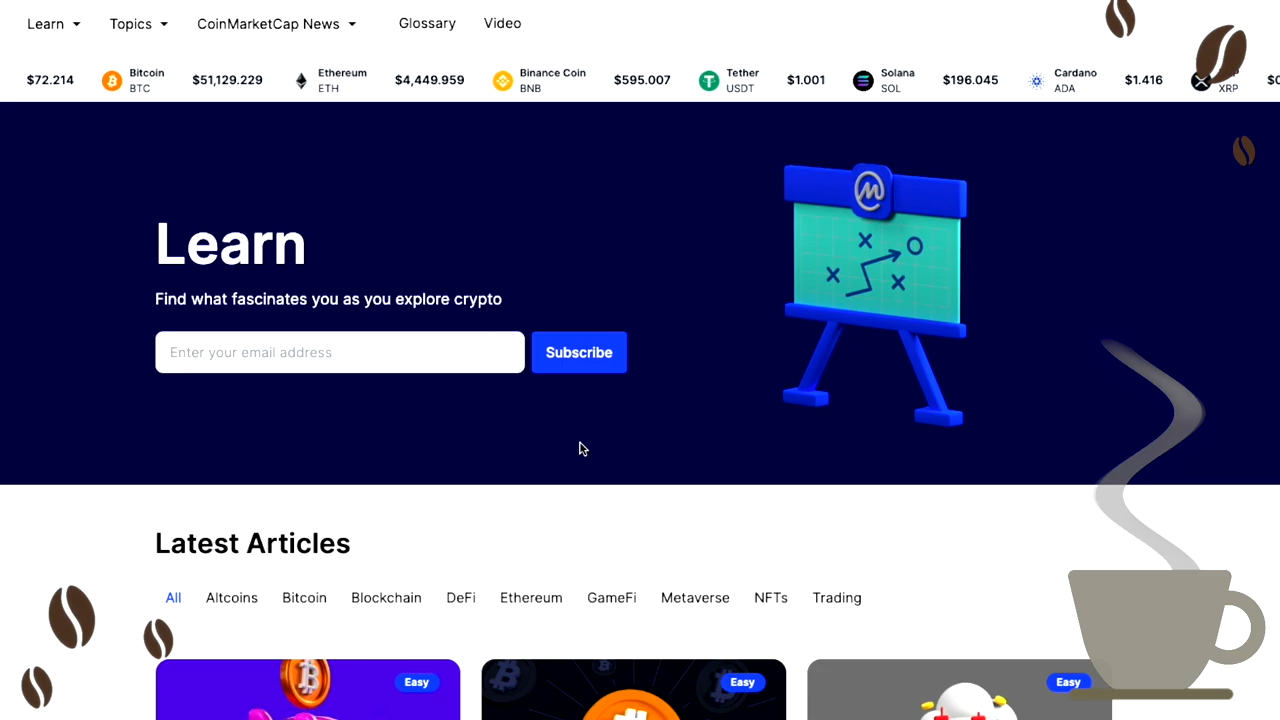 Learn Topics CoinMarketCap News Glossary Video
$72.214 Bitcoin BTC $51,129.229 Ethereum ETH $4,449.959 Binance Coin BNB $595.007 Tether USDT $1.001 Solana SOL $196.045 Cardano ADA $1.416 XRP
Learn
Find what fascinates you as you explore crypto
Enter your email address Subscribe
Latest Articles
All Altcoins Bitcoin Blockchain DeFi Ethereum GameFi Metaverse NFTs Trading
Easy Easy Easy